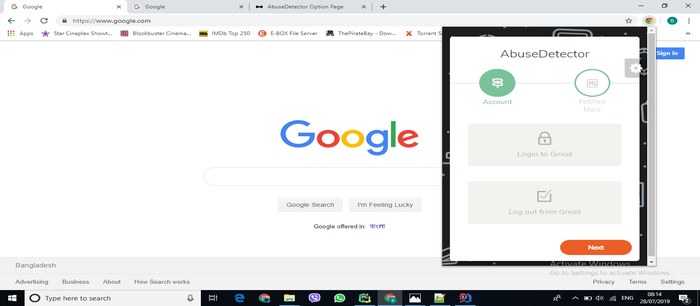 Google
Google
AbuseDetector Option Page
https://www.google.com
Apps
Star Cineplex Showt...
Blockbuster Cinema...
IMDb Top 250
E-BOX File Server
ThePirateBay - Dow...
Torrent S
Sign in
AbuseDetector
Account
Fetched
Mails
Login to Gmail
Log out from Gmail
Next
Google
Google Search
I'm Feeling Lucky
Google offered in: বাংলা
Activate Windows
Go to Settings to activate Windows.
Bangladesh
Advertising
Business
About
How Search works
Privacy
Terms
Settings
Type here to search
ENG
08:14
28/07/2019